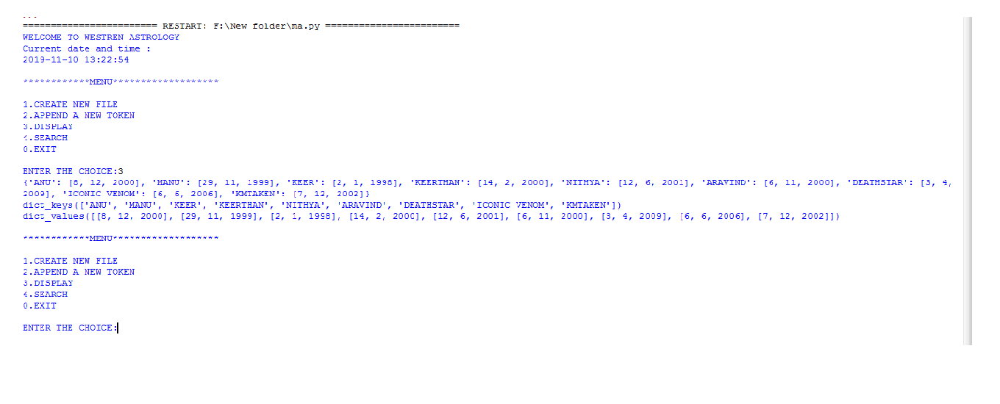 ...
======================== RESTART: F:\New folder\ma.py ========================
WELCOME TO WESTREN ASTROLOGY
Current date and time :
2019-11-10 13:22:54
************MENU*******************
1.CREATE NEW FILE
2.APPEND A NEW TOKEN
3.DISPLAY
4.SEARCH
0.EXIT
ENTER THE CHOICE:3
{'ANU': [8, 12, 2000], 'MANU': [29, 11, 1999], 'KEER': [2, 1, 1998], 'KEERTHAN': [14, 2, 2000], 'NITHYA': [12, 6, 2001], 'ARAVIND': [6, 11, 2000], 'DEATHSTAR': [3, 4,
2009], 'ICONIC VENOM': [6, 6, 2006], 'KMTAKEN': [7, 12, 2002]}
dict_keys(['ANU', 'MANU', 'KEER', 'KEERTHAN', 'NITHYA', 'ARAVIND', 'DEATHSTAR', 'ICONIC VENOM', 'KMTAKEN'])
dict_values([[8, 12, 2000], [29, 11, 1999], [2, 1, 1998], [14, 2, 2000], [12, 6, 2001], [6, 11, 2000], [3, 4, 2009], [6, 6, 2006], [7, 12, 2002]])
************MENU*******************
1.CREATE NEW FILE
2.APPEND A NEW TOKEN
3.DISPLAY
4.SEARCH
0.EXIT
ENTER THE CHOICE: